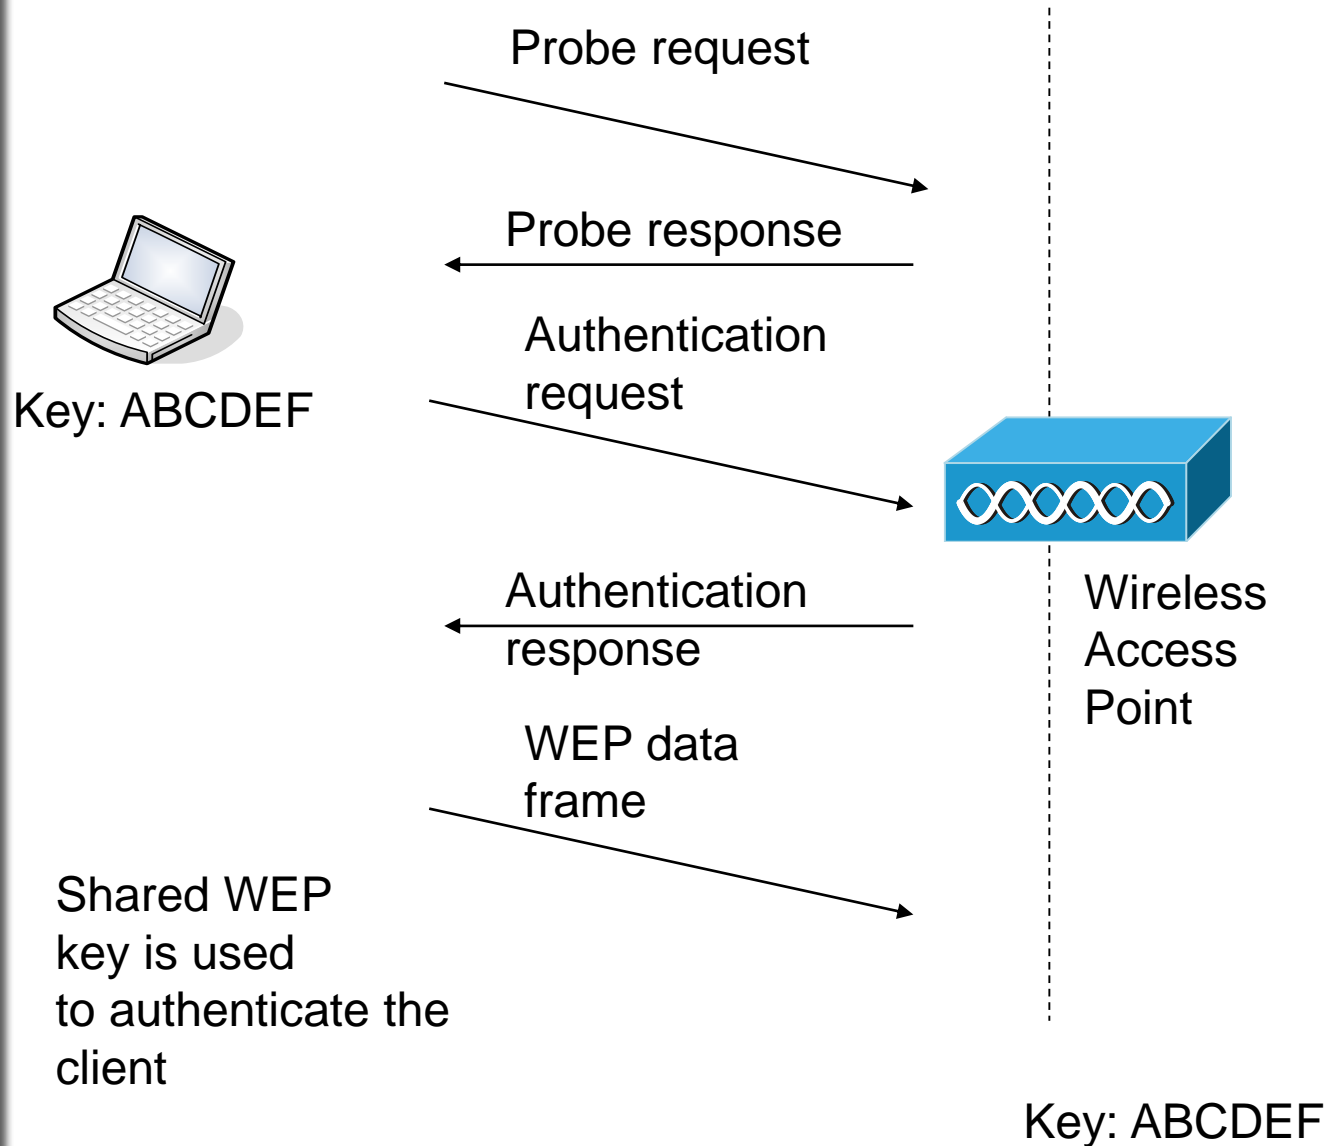 Probe request
Probe response
Authentication
request
Key: ABCDEF
Authentication
response
Wireless
Access
Point
WEP data
frame
Shared WEP
key is used
to authenticate the
client
Key: ABCDEF